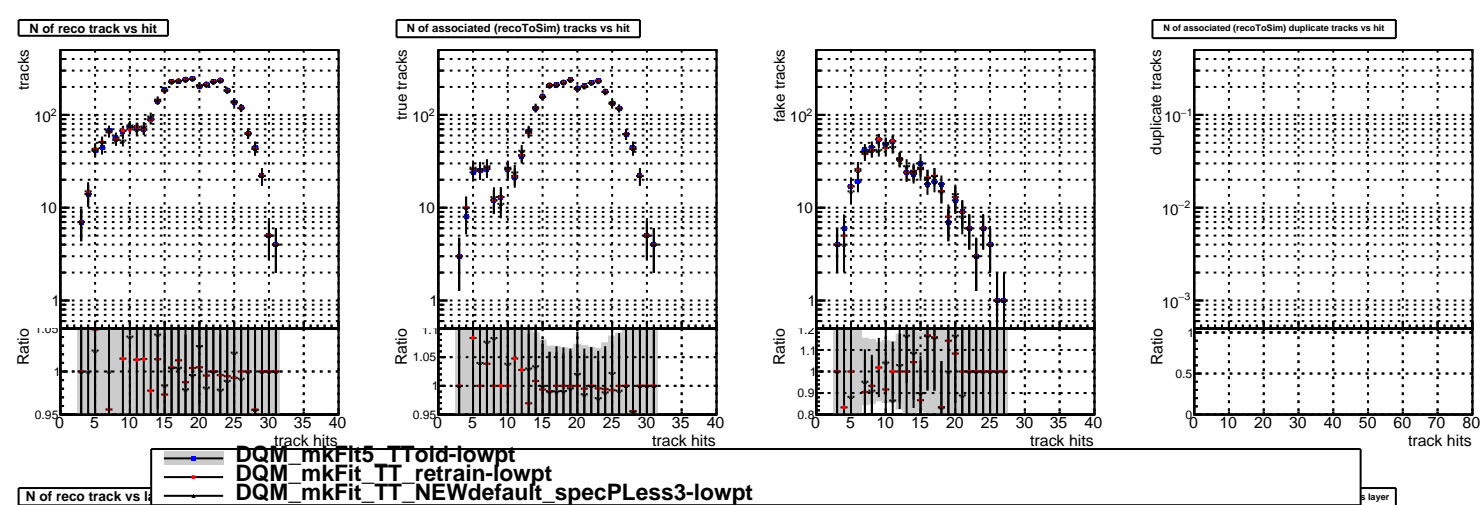 N of reco track vs hit
N of associated (recoToSim) tracks vs hit
N of associated (recoToSim) duplicate tracks vs hit
tracks
10²
10
1
Ratio
1.05
1
0.95
0 5 10 15 20 25 30 35 40
track hits
true tracks
10²
10
1
Ratio
1.1
1.05
1
0.95
0 5 10 15 20 25 30 35 40
track hits
fake tracks
10²
10
1
Ratio
1.2
1.1
1
0.9
0.8
0 5 10 15 20 25 30 35 40
track hits
duplicate tracks
10⁻¹
10⁻²
10⁻³
Ratio
1
0.5
0
0 10 20 30 40 50 60 70 80
track hits
DQM_mkFit5_TTold-lowpt
DQM_mkFit_TT_retrain-lowpt
DQM_mkFit_TT_NEWdefault_specPLess3-lowpt
N of reco track vs la
s layer